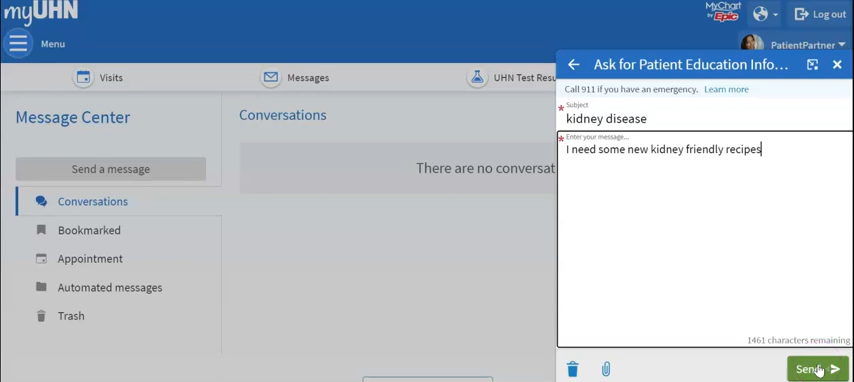 myUHN
MyChart
by Epic
Log out
Menu
PatientPartner
Visits
Messages
UHN Test Resu
Ask for Patient Education Info...
Call 911 if you have an emergency. Learn more
Message Center
Send a message
Conversations
Bookmarked
Appointment
Automated messages
Trash
Conversations
There are no conversat
* Subject
kidney disease
* Enter your message...
I need some new kidney friendly recipes
1461 characters remaining
Send